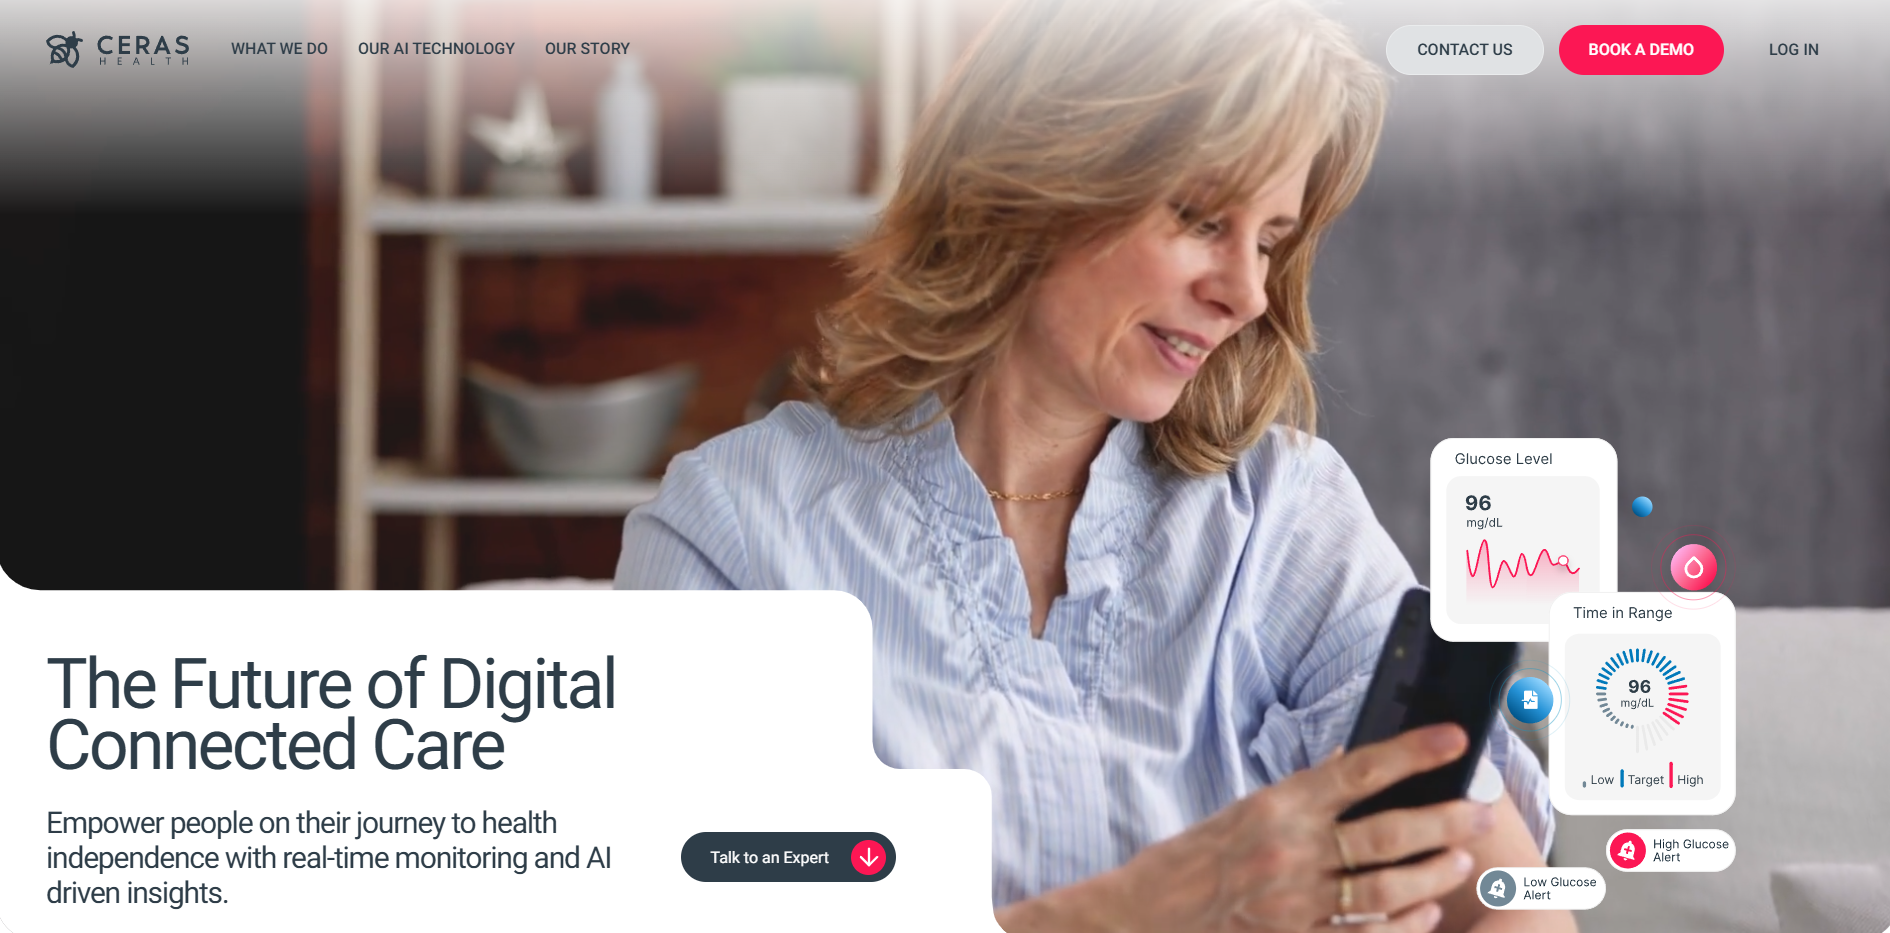 CERAS
HEALTH
WHAT WE DO
OUR AI TECHNOLOGY
OUR STORY
CONTACT US
BOOK A DEMO
LOG IN
Glucose Level
96
mg/dL
Time in Range
96
mg/dL
Low
Target
High
High Glucose
Alert
Low Glucose
Alert
The Future of Digital
Connected Care
Empower people on their journey to health
independence with real-time monitoring and AI
driven insights.
Talk to an Expert